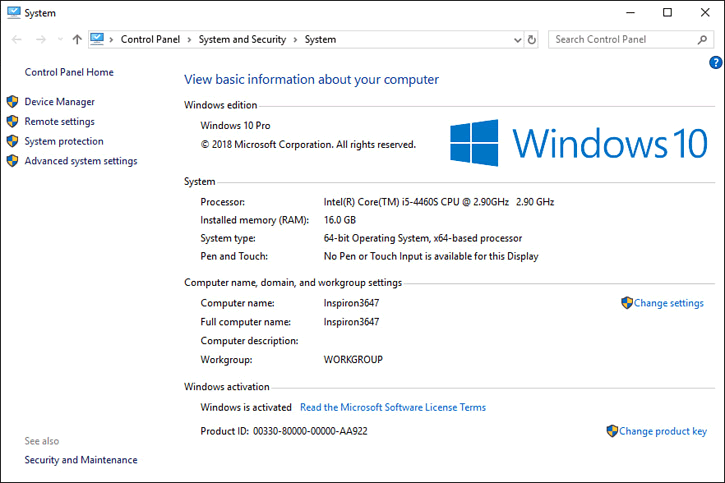 System
Control Panel > System and Security > System
Search Control Panel
?
Control Panel Home
Device Manager
Remote settings
System protection
Advanced system settings
See also
Security and Maintenance
View basic information about your computer
Windows edition
Windows 10 Pro
© 2018 Microsoft Corporation. All rights reserved.
Windows 10
System
Processor: Intel(R) Core(TM) i5-4460S CPU @ 2.90GHz 2.90 GHz
Installed memory (RAM): 16.0 GB
System type: 64-bit Operating System, x64-based processor
Pen and Touch: No Pen or Touch Input is available for this Display
Computer name, domain, and workgroup settings
Computer name: Inspiron3647 Change settings
Full computer name: Inspiron3647
Computer description:
Workgroup: WORKGROUP
Windows activation
Windows is activated Read the Microsoft Software License Terms
Product ID: 00330-80000-00000-AA922 Change product key